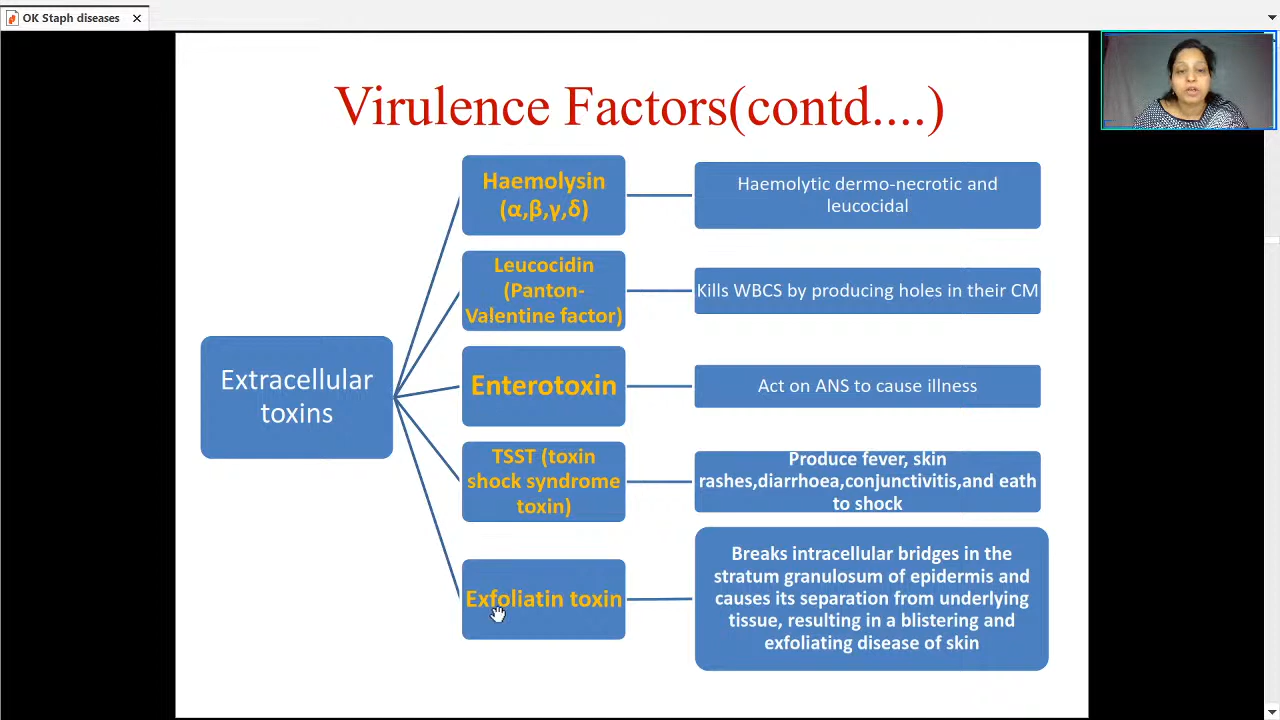 OK Staph diseases
Virulence Factors(contd....)
Extracellular
toxins
Haemolysin
(α,β,γ,δ)
Haemolytic dermo-necrotic and
leucocidal
Leucocidin
(Panton-
Valentine factor)
Kills WBCS by producing holes in their CM
Enterotoxin
Act on ANS to cause illness
TSST (toxin
shock syndrome
toxin)
Produce fever, skin
rashes,diarrhoea,conjunctivitis,and eath
to shock
Exfoliatin toxin
Breaks intracellular bridges in the
stratum granulosum of epidermis and
causes its separation from underlying
tissue, resulting in a blistering and
exfoliating disease of skin